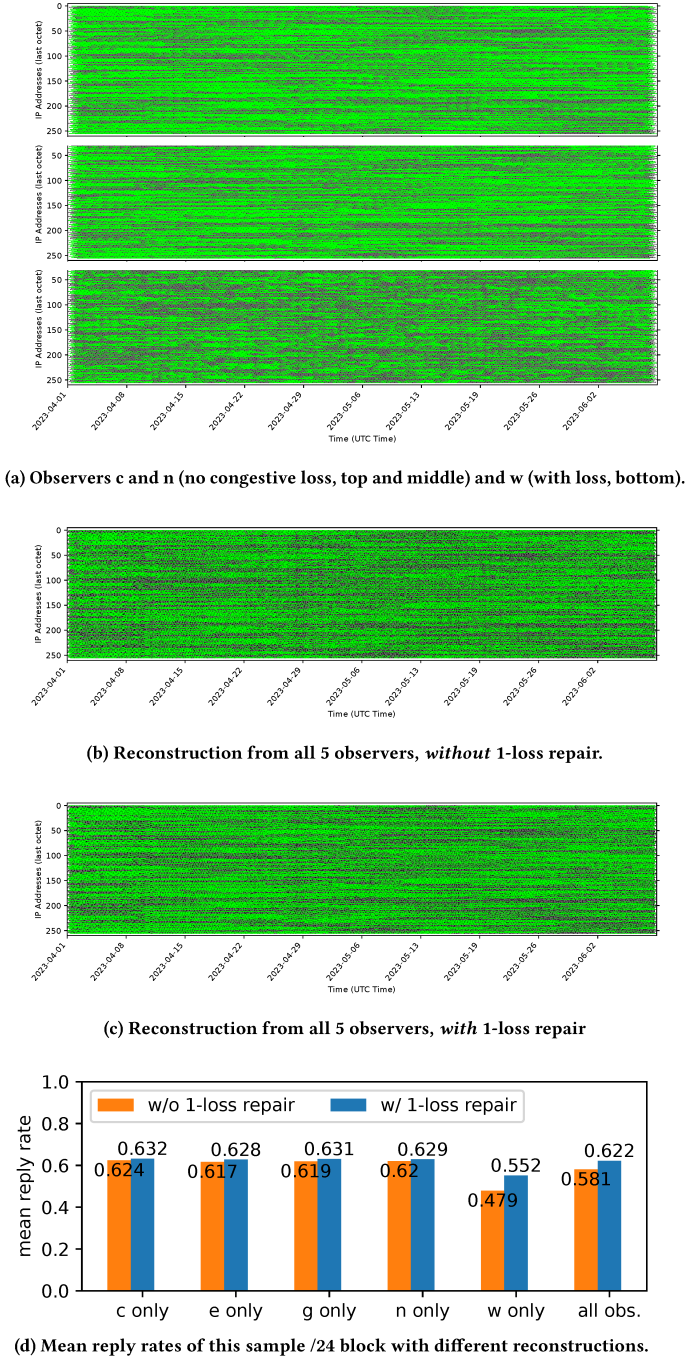 0
50
100
150
200
250
IP Addresses (last octet)
50
100
150
200
250
IP Addresses (last octet)
50
100
150
200
250
IP Addresses (last octet)
2023-04-01 2023-04-08 2023-04-15 2023-04-22 2023-04-29 2023-05-06 2023-05-13 2023-05-19 2023-05-26 2023-06-02
Time (UTC Time)
(a) Observers c and n (no congestive loss, top and middle) and w (with loss, bottom).
0
50
100
150
200
250
IP Addresses (last octet)
2023-04-01 2023-04-08 2023-04-15 2023-04-22 2023-04-29 2023-05-06 2023-05-13 2023-05-19 2023-05-26 2023-06-02
Time (UTC Time)
(b) Reconstruction from all 5 observers, without 1-loss repair.
0
50
100
150
200
250
IP Addresses (last octet)
2023-04-01 2023-04-08 2023-04-15 2023-04-22 2023-04-29 2023-05-06 2023-05-13 2023-05-19 2023-05-26 2023-06-02
Time (UTC Time)
(c) Reconstruction from all 5 observers, with 1-loss repair
1.0
0.8
0.6
0.4
0.2
0.0
mean reply rate
w/o 1-loss repair w/ 1-loss repair
0.632 0.628 0.631 0.629 0.552 0.622
0.624 0.617 0.619 0.62 0.479 0.581
c only e only g only n only w only all obs.
(d) Mean reply rates of this sample /24 block with different reconstructions.